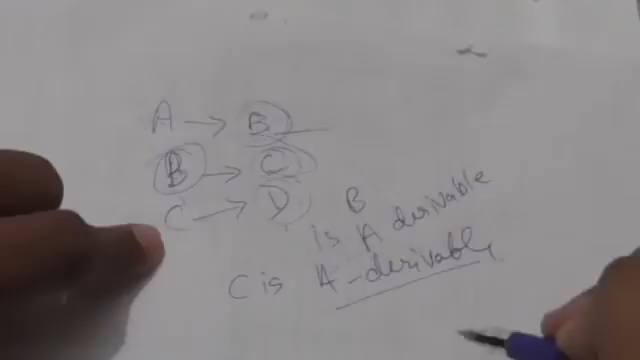 A → B
B → C
C → D
B
is A derivable
C is A-derivable